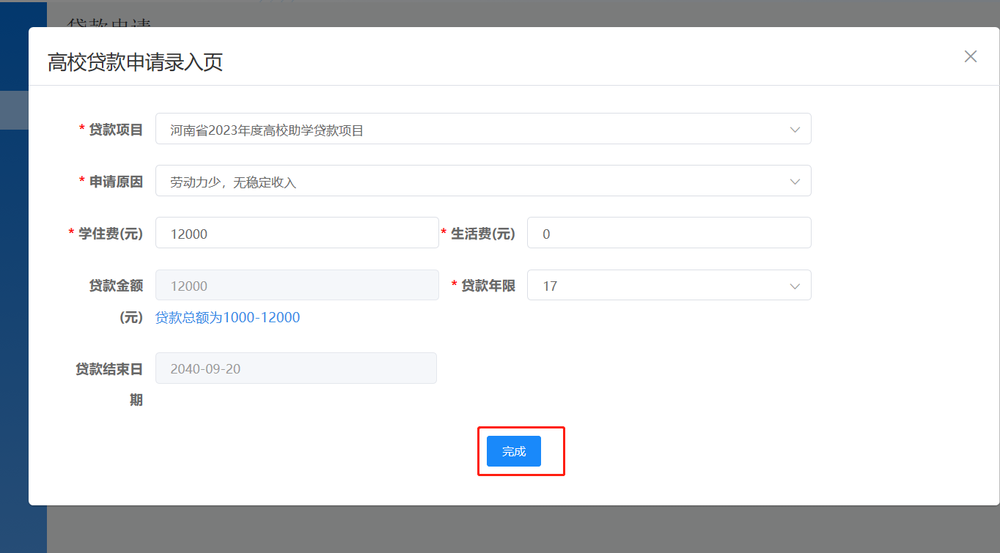 贷款申请
高校贷款申请录入页
* 贷款项目 河南省2023年度高校助学贷款项目
* 申请原因 劳动力少，无稳定收入
* 学住费(元) 12000 * 生活费(元) 0
贷款金额 12000 * 贷款年限 17
(元) 贷款总额为1000-12000
贷款结束日 2040-09-20
期
完成